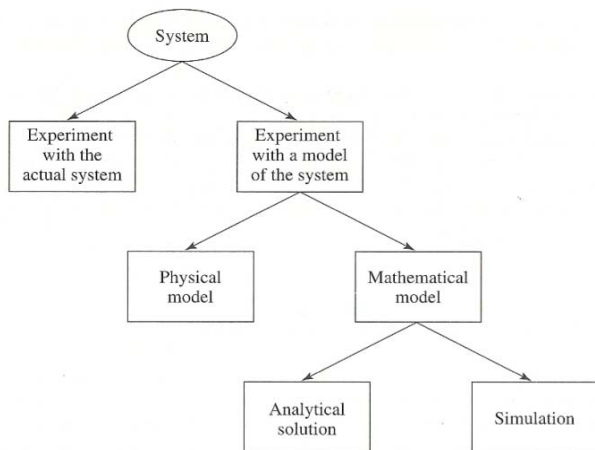 System
Experiment
with the
actual system
Experiment
with a model
of the system
Physical
model
Mathematical
model
Analytical
solution
Simulation